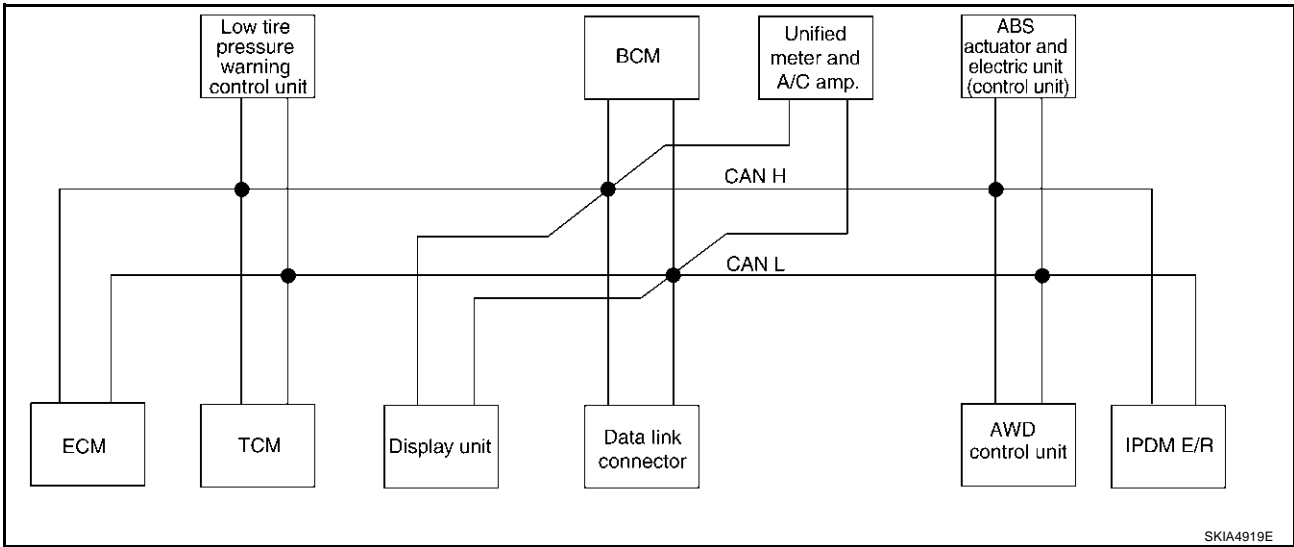 Low tire
pressure
warning
control unit
BCM
Unified
meter and
A/C amp.
ABS
actuator and
electric unit
(control unit)
CAN H
CAN L
ECM
TCM
Display unit
Data link
connector
AWD
control unit
IPDM E/R
SKIA4919E